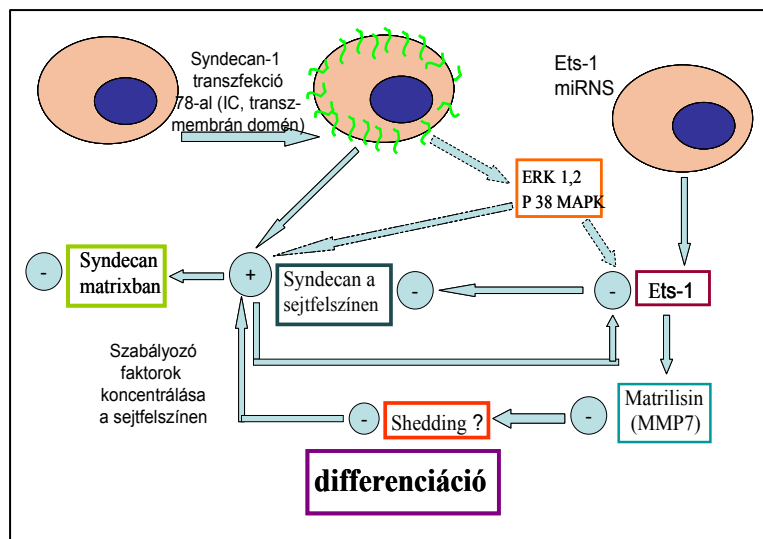 Syndecan-1
transzfekció
78-al (IC, transz-
membrán domén)
Ets-1
miRNS
ERK 1,2
P 38 MAPK
-
Syndecan
matrixban
+
Syndecan a
sejtfelszínen
-
-
Ets-1
Szabályozó
faktorok
koncentrálása
a sejtfelszínen
-
Shedding ?
-
Matrilisin
(MMP7)
differenciáció